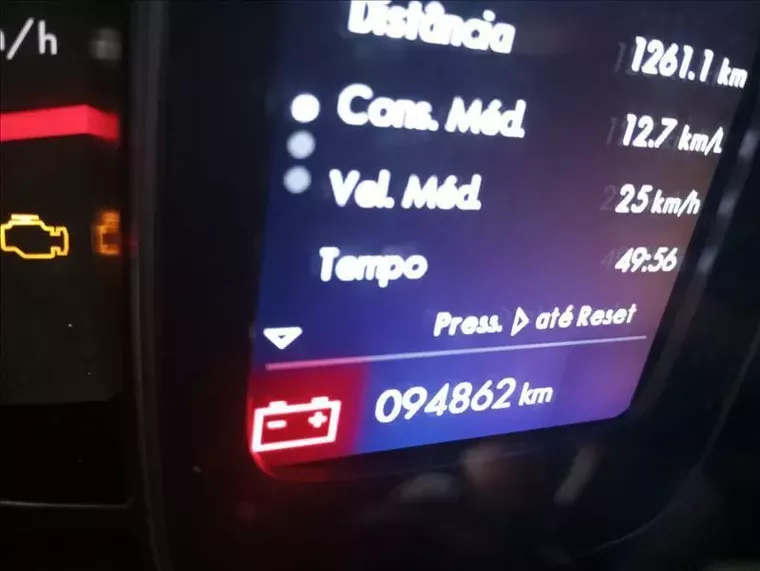 /h
Distância 1261.1 km
Cons. Méd. 12.7 km/L
Vel. Méd. 25 km/h
Tempo 49:56
Press. ▷ até Reset
094862 km